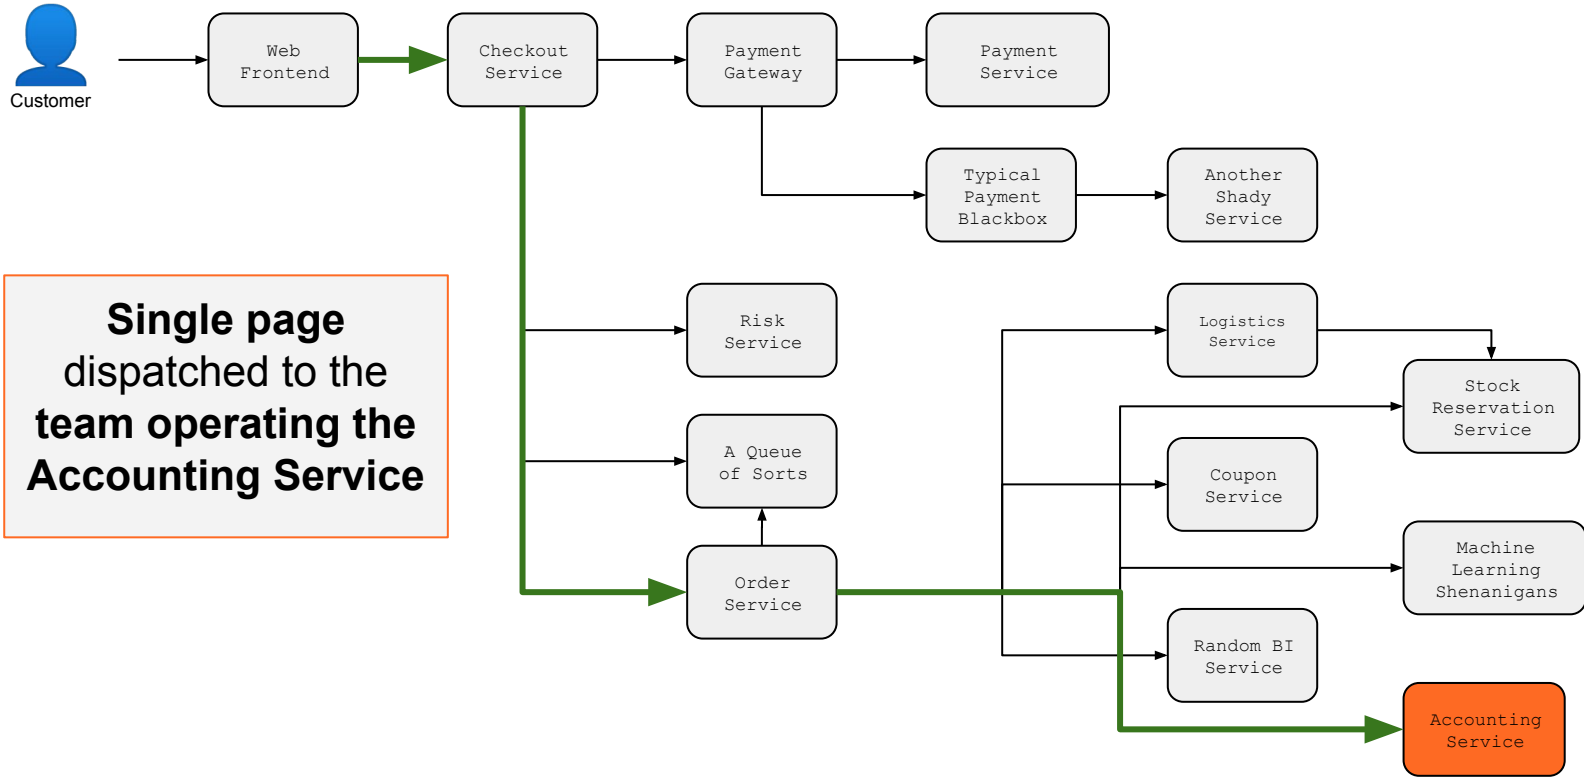 Customer
Web
Frontend
Checkout
Service
Payment
Gateway
Payment
Service
Typical
Payment
Blackbox
Another
Shady
Service
Single page
dispatched to the
team operating the
Accounting Service
Risk
Service
Logistics
Service
Stock
Reservation
Service
A Queue
of Sorts
Coupon
Service
Order
Service
Machine
Learning
Shenanigans
Random BI
Service
Accounting
Service